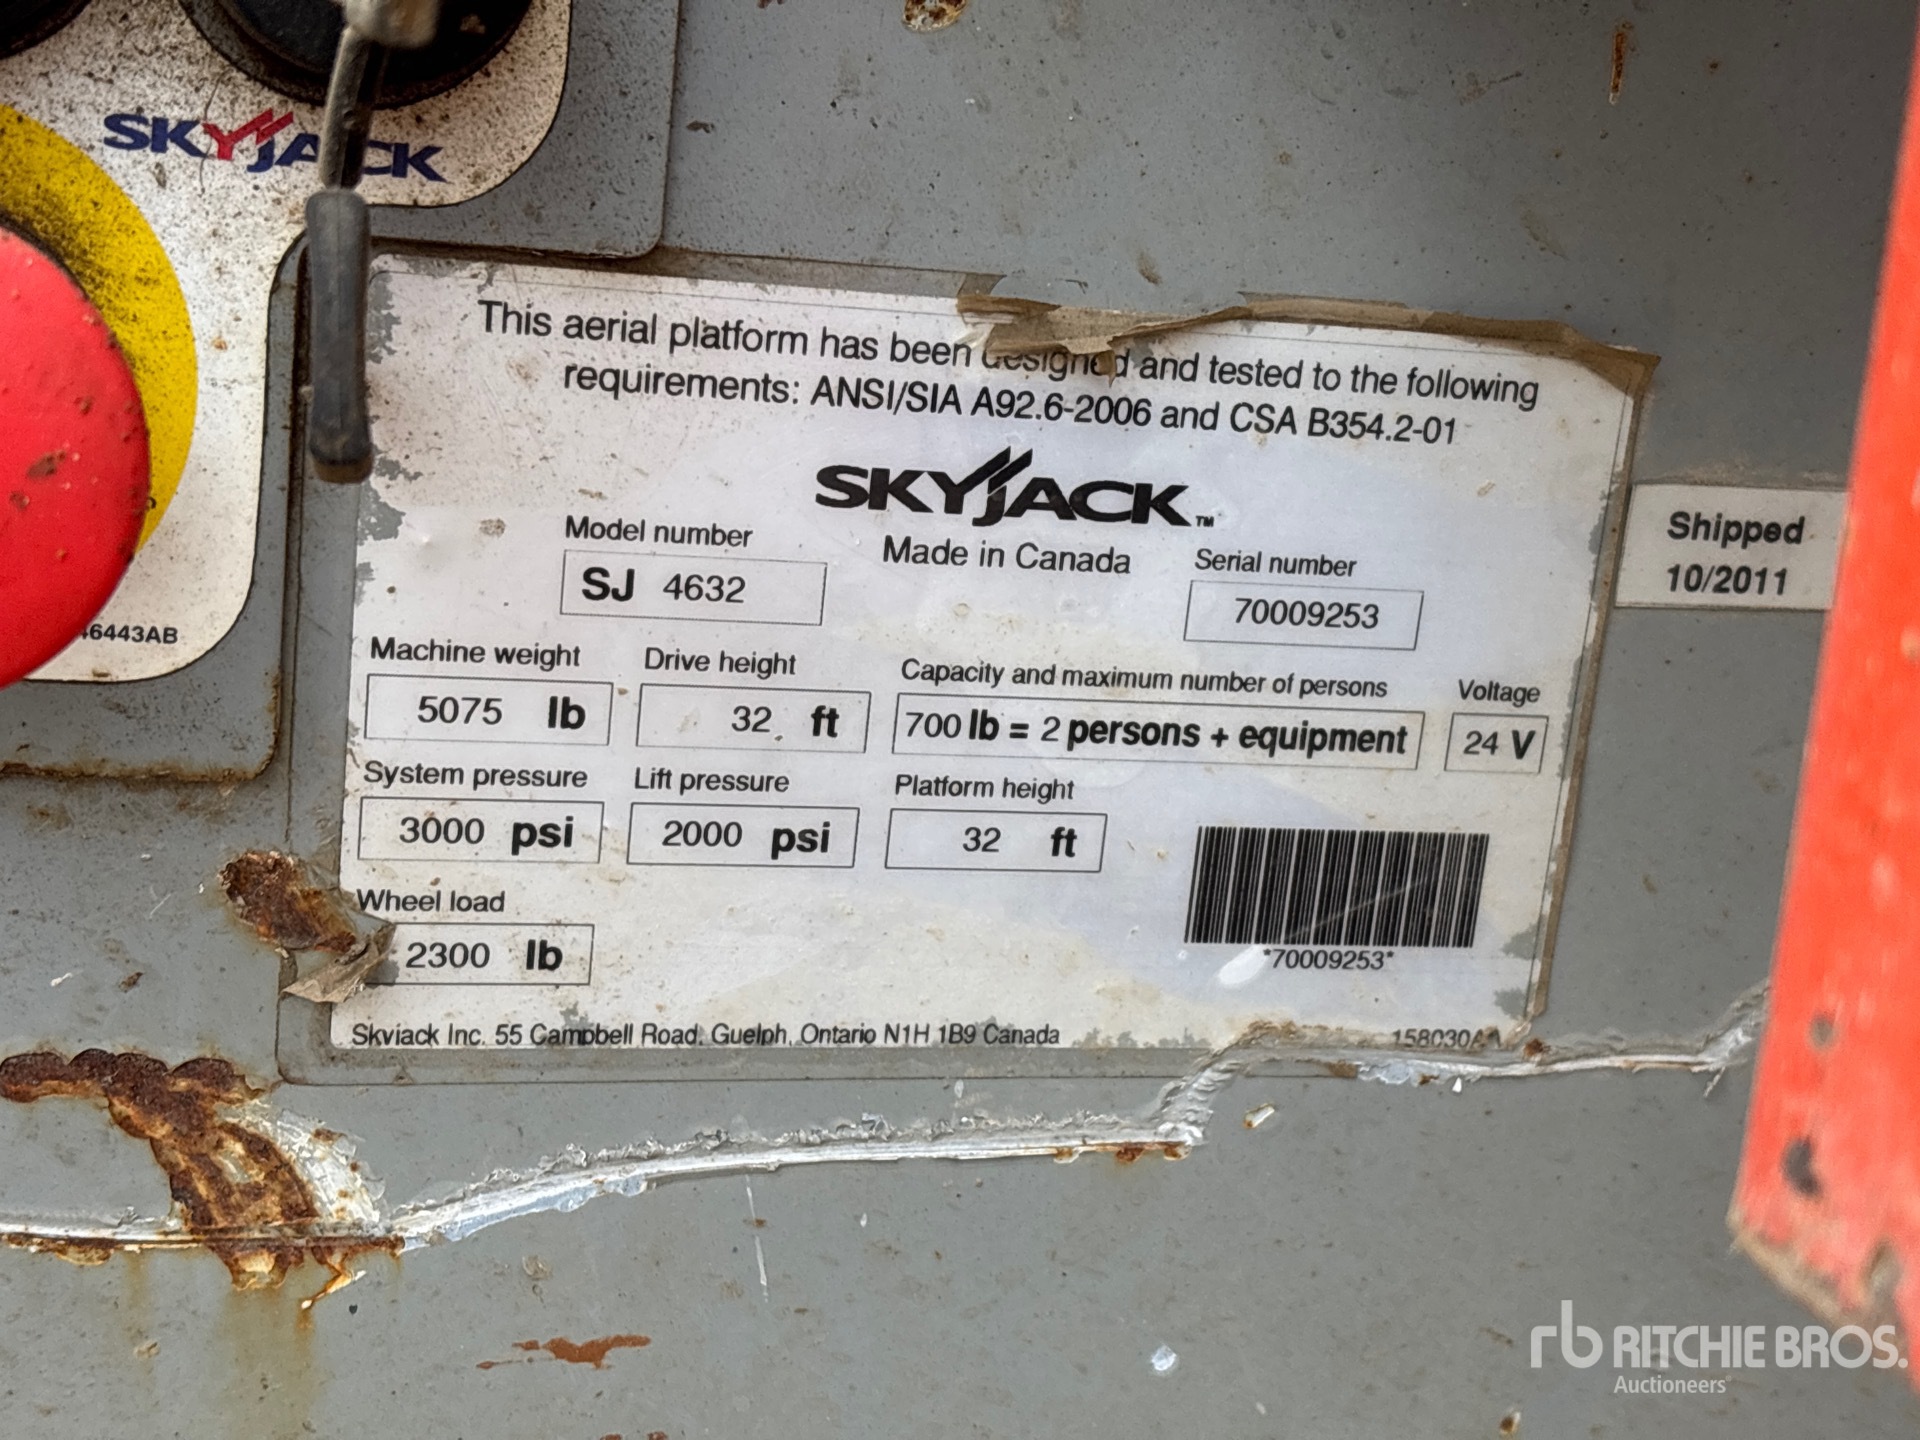 SKYJACK
46443AB
This aerial platform has been designed and tested to the following
requirements: ANSI/SIA A92.6-2006 and CSA B354.2-01
SKYJACK™
Made in Canada
Model number
SJ 4632
Serial number
70009253
Shipped
10/2011
Machine weight
5075 lb
Drive height
32 ft
Capacity and maximum number of persons
700 lb = 2 persons + equipment
Voltage
24 V
System pressure
3000 psi
Lift pressure
2000 psi
Platform height
32 ft
Wheel load
2300 lb
*70009253*
Skyjack Inc. 55 Campbell Road, Guelph, Ontario N1H 1B9 Canada
158030AA
rb RITCHIE BROS.
Auctioneers